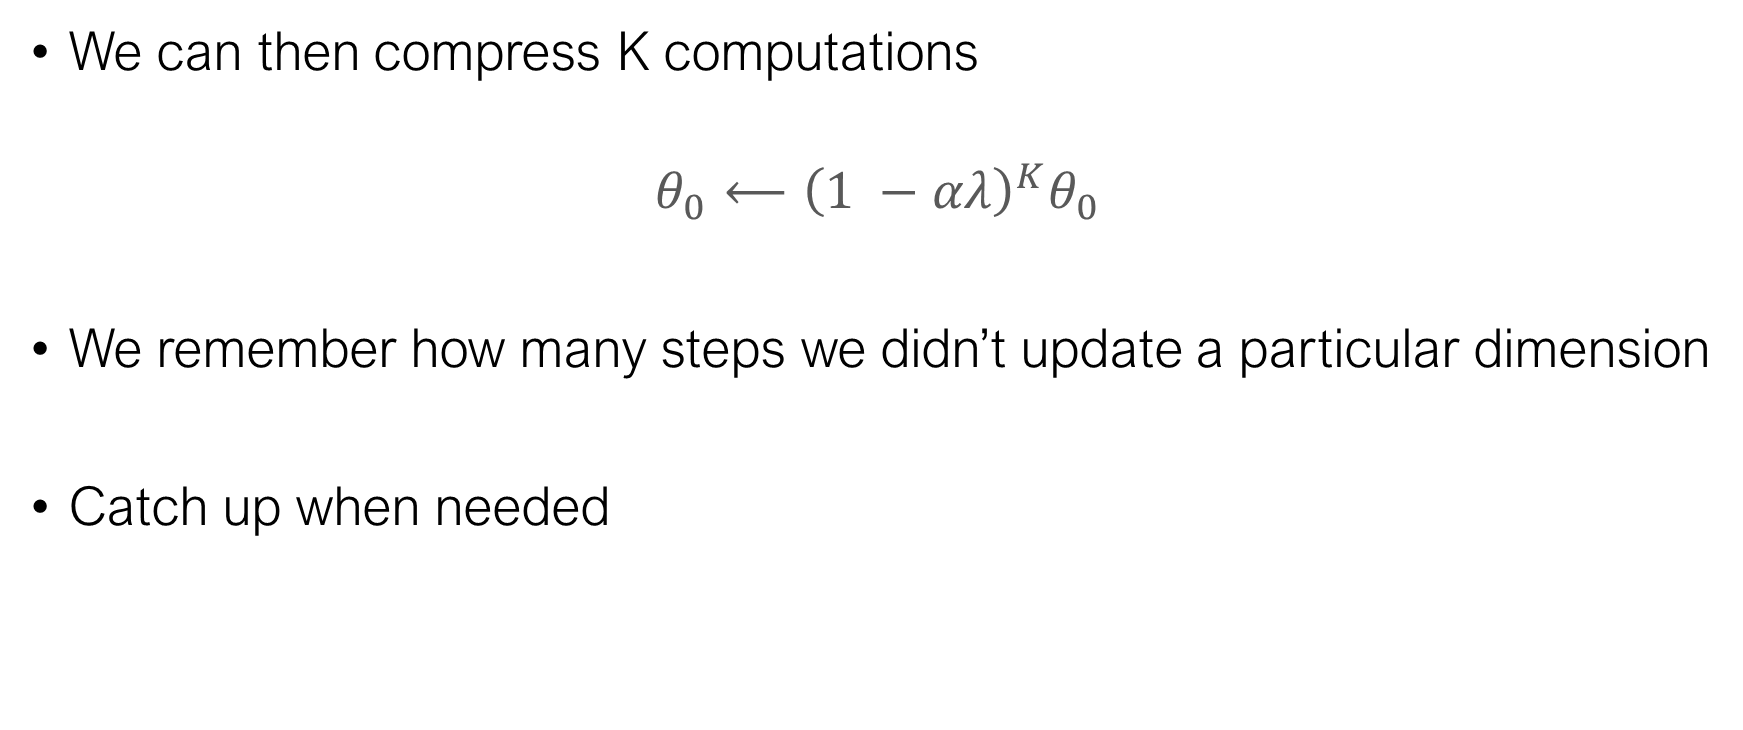 • We can then compress K computations
θ₀ ⟵ (1 − αλ)ᴷθ₀
• We remember how many steps we didn’t update a particular dimension
• Catch up when needed